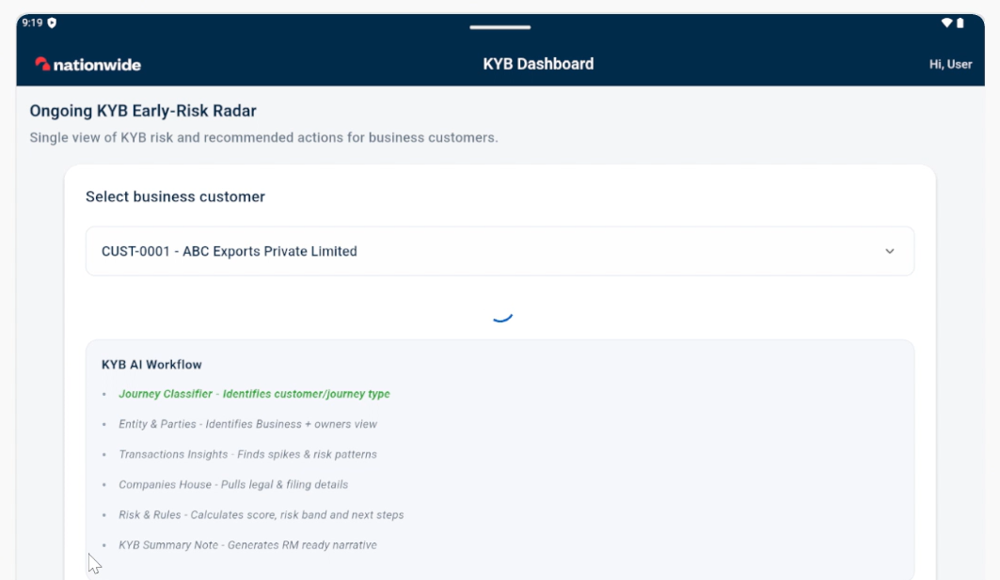 9:19
nationwide
KYB Dashboard
Hi, User
Ongoing KYB Early-Risk Radar
Single view of KYB risk and recommended actions for business customers.
Select business customer
CUST-0001 - ABC Exports Private Limited
KYB AI Workflow
• Journey Classifier - Identifies customer/journey type
• Entity & Parties - Identifies Business + owners view
• Transactions Insights - Finds spikes & risk patterns
• Companies House - Pulls legal & filing details
• Risk & Rules - Calculates score, risk band and next steps
• KYB Summary Note - Generates RM ready narrative